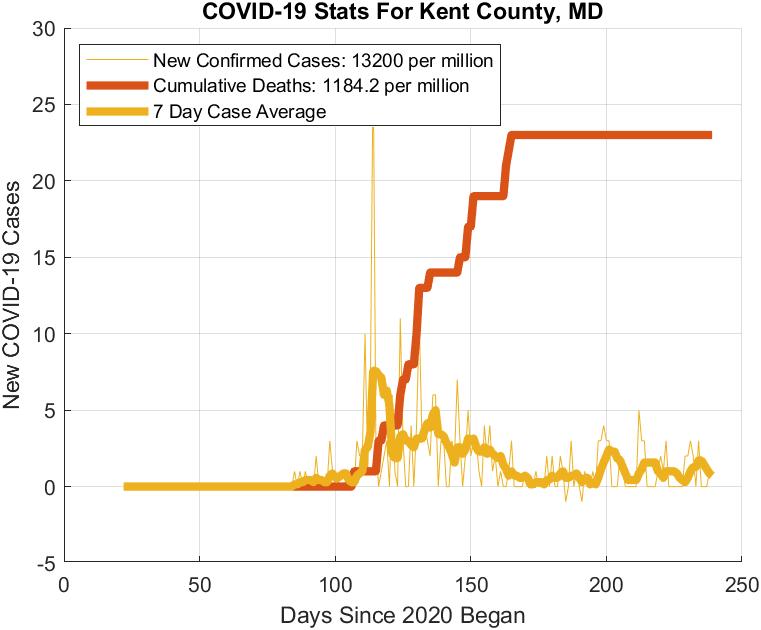 COVID-19 Stats For Kent County, MD
30
25
20
15
10
5
0
-5
New COVID-19 Cases
New Confirmed Cases: 13200 per million
Cumulative Deaths: 1184.2 per million
7 Day Case Average
0 50 100 150 200 250
Days Since 2020 Began